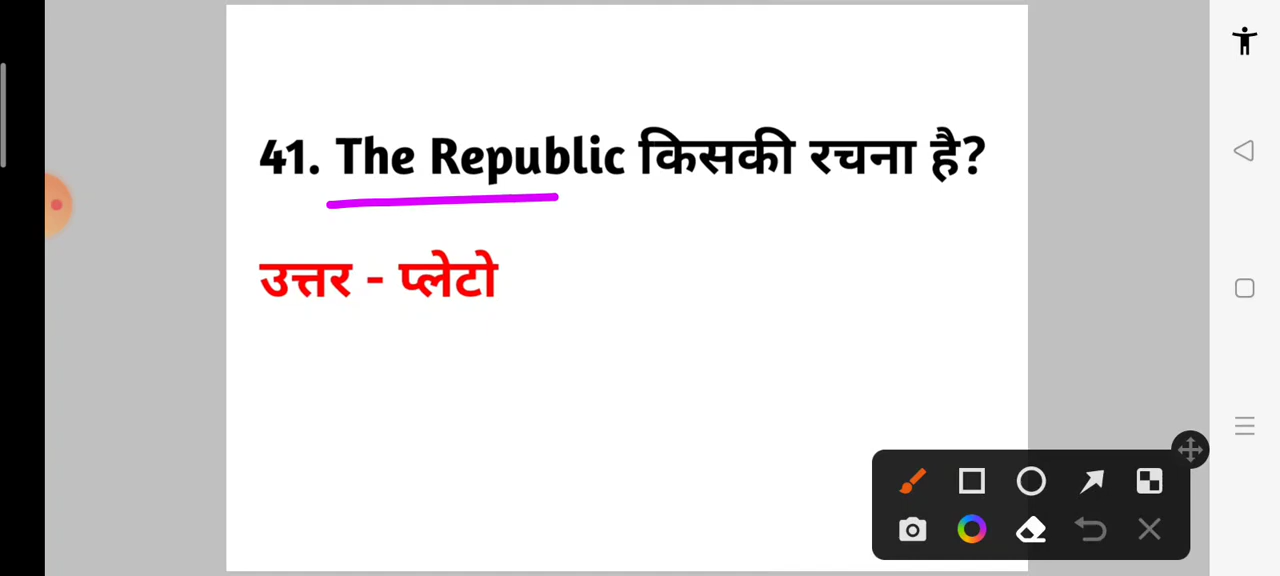 41. The Republic किसकी रचना है?
उत्तर - प्लेटो